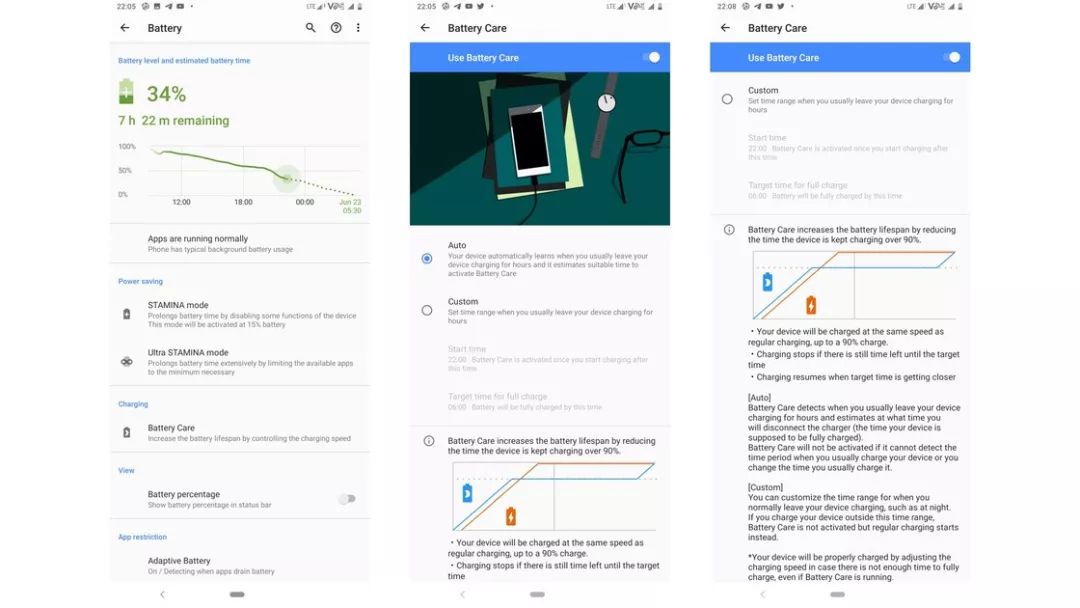 22:05
LTE
VoLTE
Battery
Battery level and estimated battery time
34%
7 h 22 m remaining
100%
50%
0%
12:00
18:00
00:00
Jun 23
05:30
Apps are running normally
Phone has typical background battery usage
Power saving
STAMINA mode
Prolongs battery time by disabling some functions of the device
This mode will be activated at 15% battery
Ultra STAMINA mode
Prolongs battery time extensively by limiting the available apps
to the minimum necessary
Charging
Battery Care
Increase the battery lifespan by controlling the charging speed
View
Battery percentage
Show battery percentage in status bar
App restriction
Adaptive Battery
On / Detecting when apps drain battery
22:05
LTE
VoLTE
Battery Care
Use Battery Care
Auto
Your device automatically learns when you usually leave your
device charging for hours and it estimates suitable time to
activate Battery Care
Custom
Set time range when you usually leave your device charging for
hours
Start time
22:00 Battery Care is activated once you start charging after
this time
Target time for full charge
06:00 Battery will be fully charged by this time
Battery Care increases the battery lifespan by reducing
the time the device is kept charging over 90%.
・Your device will be charged at the same speed as
regular charging, up to a 90% charge.
・Charging stops if there is still time left until the target
time
22:08
LTE
VoLTE
Battery Care
Use Battery Care
Custom
Set time range when you usually leave your device charging for
hours
Start time
22:00 Battery Care is activated once you start charging after
this time
Target time for full charge
06:00 Battery will be fully charged by this time
Battery Care increases the battery lifespan by reducing
the time the device is kept charging over 90%.
・Your device will be charged at the same speed as
regular charging, up to a 90% charge.
・Charging stops if there is still time left until the target
time
・Charging resumes when target time is getting closer
[Auto]
Battery Care detects when you usually leave your device
charging for hours and estimates at what time you
will disconnect the charger (the time your device is
supposed to be fully charged).
Battery Care will not be activated if it cannot detect the
time period when you usually charge your device or you
change the time you usually charge it.
[Custom]
You can customize the time range for when you
normally leave your device charging, such as at night.
If you charge your device outside this time range,
Battery Care is not activated but regular charging starts
instead.
*Your device will be properly charged by adjusting the
charging speed in case there is not enough time to fully
charge, even if Battery Care is running.